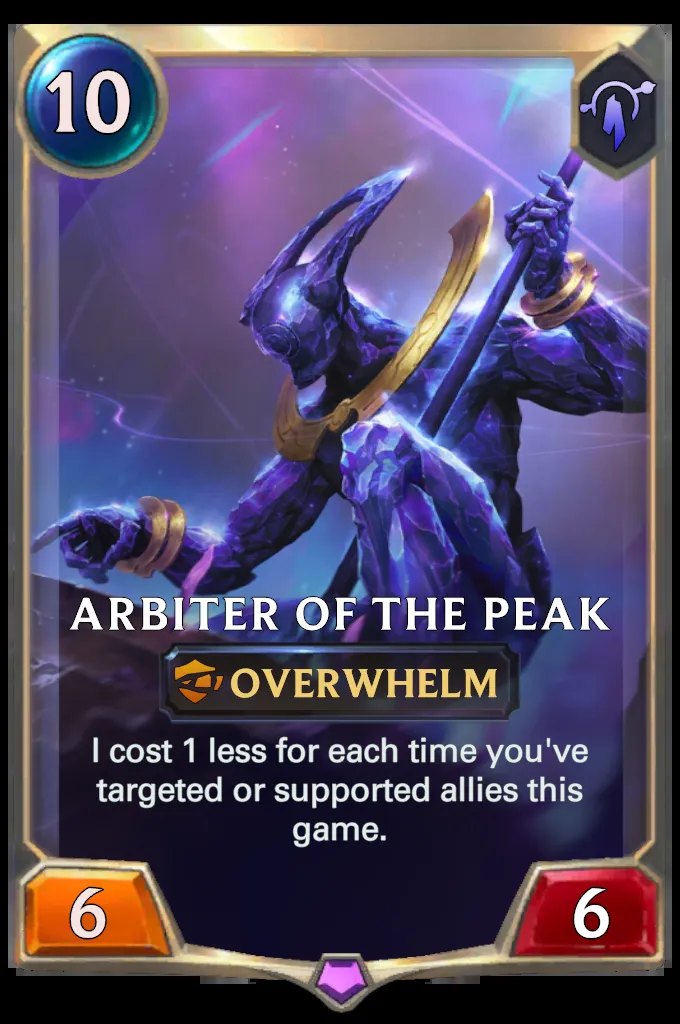 10
ARBITER OF THE PEAK
OVERWHELM
I cost 1 less for each time you've
targeted or supported allies this
game.
6
6